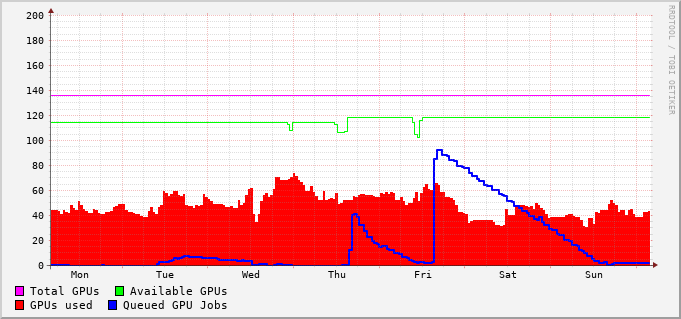 200
180
160
140
120
100
80
60
40
20
0
Mon Tue Wed Thu Fri Sat Sun
Total GPUs Available GPUs
GPUs used Queued GPU Jobs
RRDTOOL / TOBI OETIKER